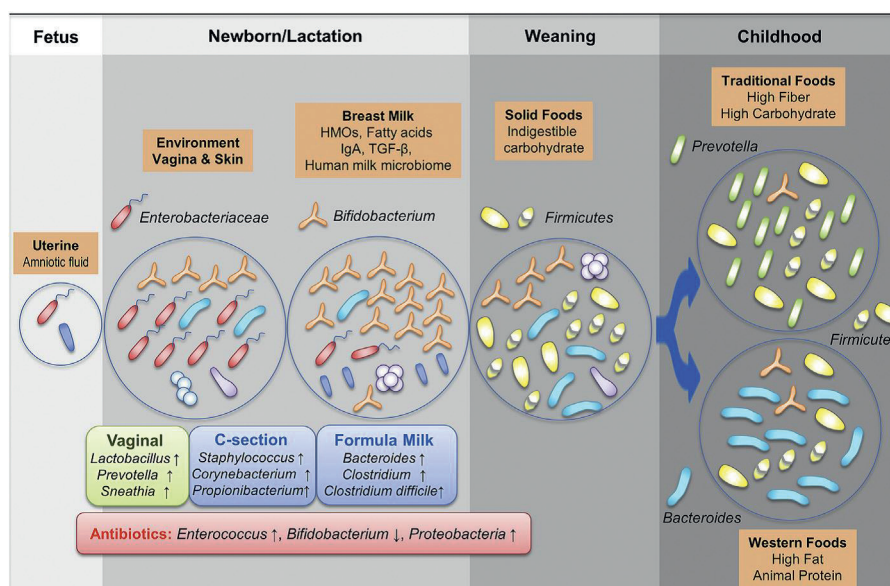 Fetus
Newborn/Lactation
Weaning
Childhood
Uterine
Amniotic fluid
Environment
Vagina & Skin
Enterobacteriaceae
Breast Milk
HMOs, Fatty acids
IgA, TGF-β,
Human milk microbiome
Bifidobacterium
Solid Foods
Indigestible
carbohydrate
Firmicutes
Traditional Foods
High Fiber
High Carbohydrate
Prevotella
Firmicutes
Bacteroides
Western Foods
High Fat
Animal Protein
Vaginal
Lactobacillus ↑
Prevotella ↑
Sneathia ↑
C-section
Staphylococcus ↑
Corynebacterium ↑
Propionibacterium↑
Formula Milk
Bacteroides ↑
Clostridium ↑
Clostridium difficile↑
Antibiotics: Enterococcus ↑, Bifidobacterium ↓, Proteobacteria ↑